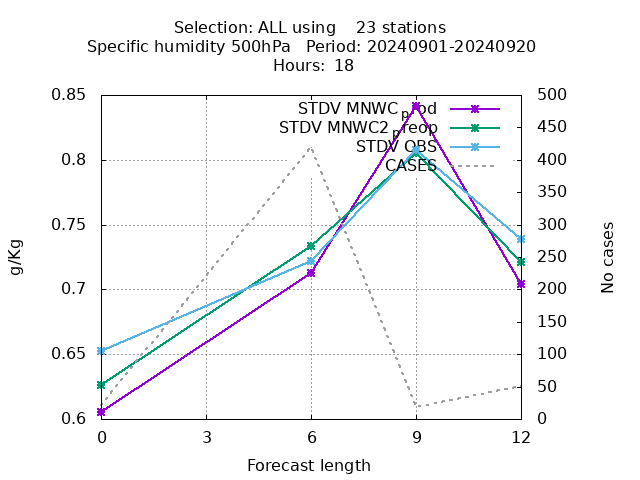 Selection: ALL using    23 stations
Specific humidity 500hPa   Period: 20240901-20240920
Hours:  18
0.85 500
STDV MNWC_prod
450
STDV MNWC2_preop
STDV OBS
0.8 400
CASES
350
0.75 300
250
0.7 200
150
0.65 100
50
0.6 0
g/Kg
No cases
0 3 6 9 12
Forecast length